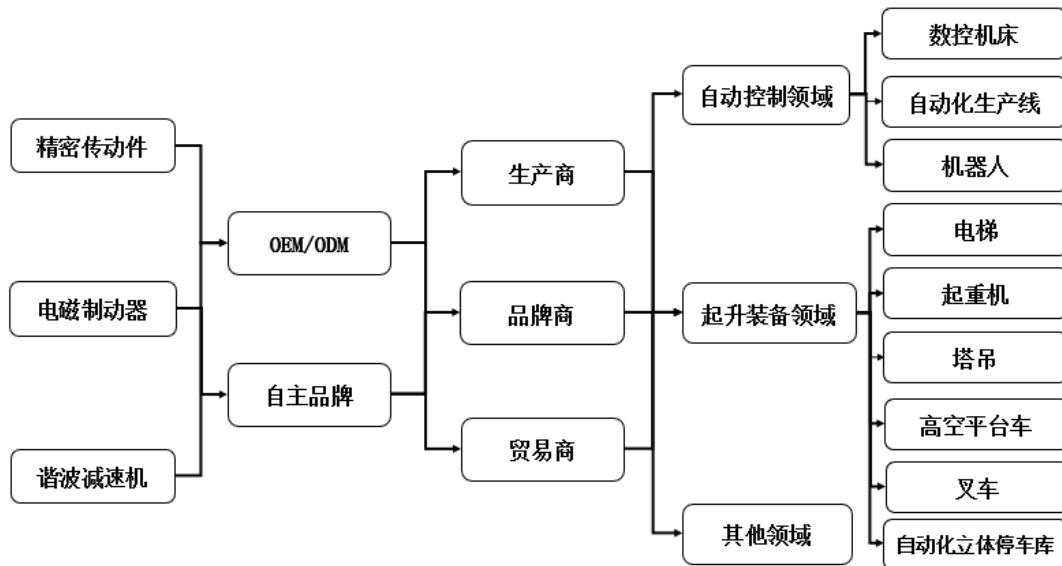 精密传动件
电磁制动器
谐波减速机
OEM/ODM
自主品牌
生产商
品牌商
贸易商
自动控制领域
起升装备领域
其他领域
数控机床
自动化生产线
机器人
电梯
起重机
塔吊
高空平台车
叉车
自动化立体停车库